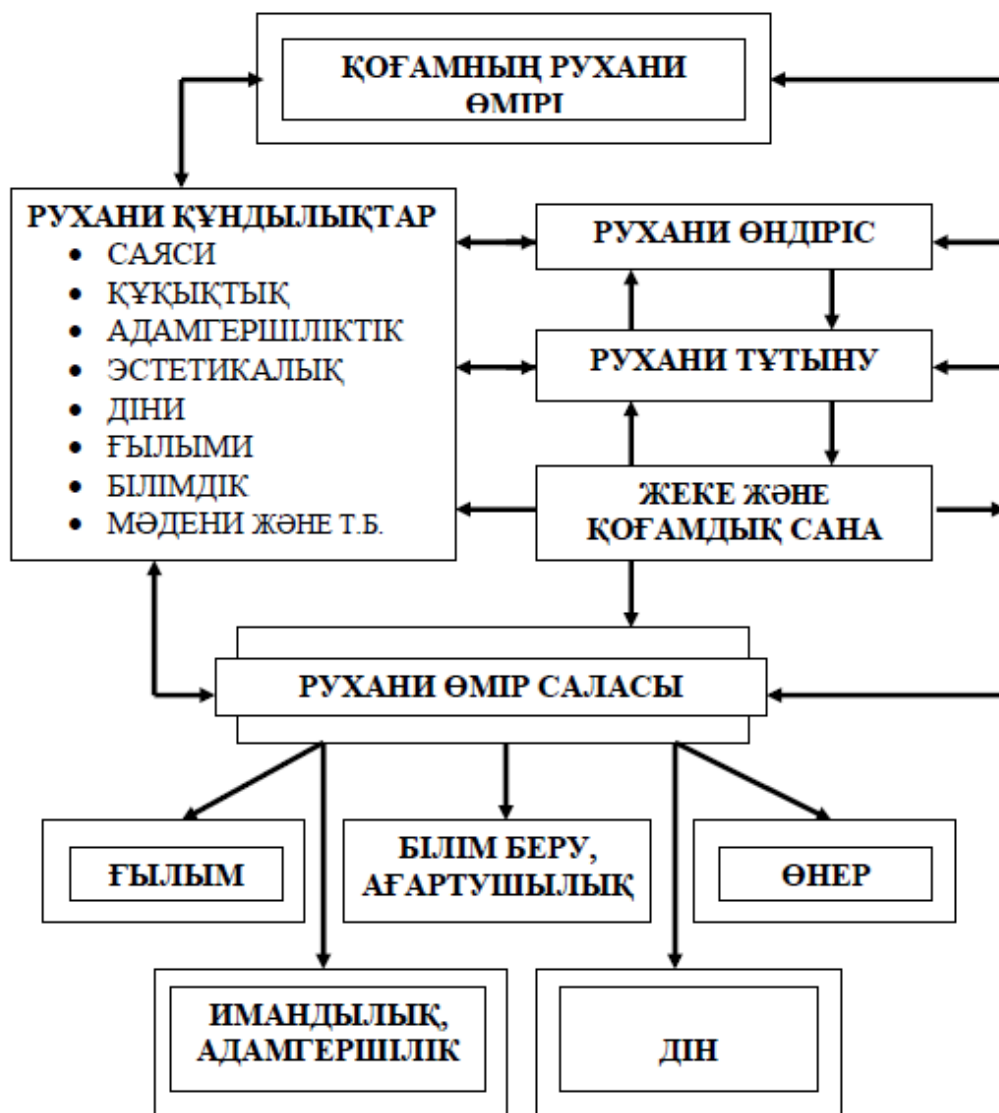 ҚОҒАМНЫҢ РУХАНИ
ӨМІРІ
РУХАНИ ҚҰНДЫЛЫҚТАР
• САЯСИ
• ҚҰҚЫҚТЫҚ
• АДАМГЕРШІЛІКТІК
• ЭСТЕТИКАЛЫҚ
• ДІНИ
• ҒЫЛЫМИ
• БІЛІМДІК
• МӘДЕНИ ЖӘНЕ Т.Б.
РУХАНИ ӨНДІРІС
РУХАНИ ТҰТЫНУ
ЖЕКЕ ЖӘНЕ
ҚОҒАМДЫҚ САНА
РУХАНИ ӨМІР САЛАСЫ
ҒЫЛЫМ
БІЛІМ БЕРУ,
АҒАРТУШЫЛЫҚ
ӨНЕР
ИМАНДЫЛЫҚ,
АДАМГЕРШІЛІК
ДІН